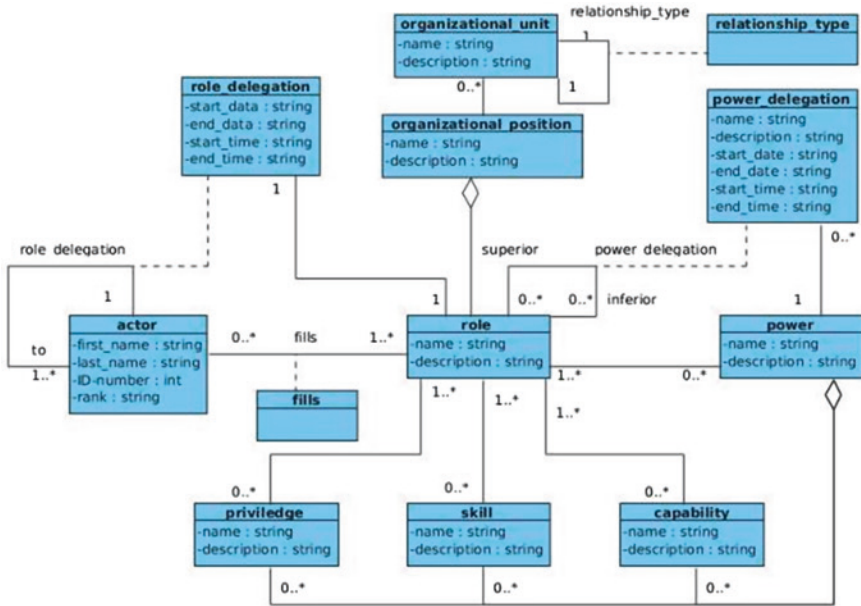 organizational_unit
-name : string
-description : string
relationship_type
1
1
relationship_type
role_delegation
-start_data : string
-end_data : string
-start_time : string
-end_time : string
0..*
organizational_position
-name : string
-description : string
power_delegation
-name : string
-description : string
-start_date : string
-end_date : string
-start_time : string
-end_time : string
1
0..*
role_delegation
superior
power_delegation
1
1
0..*
0..*
inferior
1
actor
-first_name : string
-last_name : string
-ID-number : int
-rank : string
to
1..*
0..*
fills
1..*
role
-name : string
-description : string
power
-name : string
-description : string
1..*
0..*
fills
1..*
1..*
1..*
0..*
0..*
0..*
priviledge
-name : string
-description : string
skill
-name : string
-description : string
capability
-name : string
-description : string
0..*
0..*
0..*